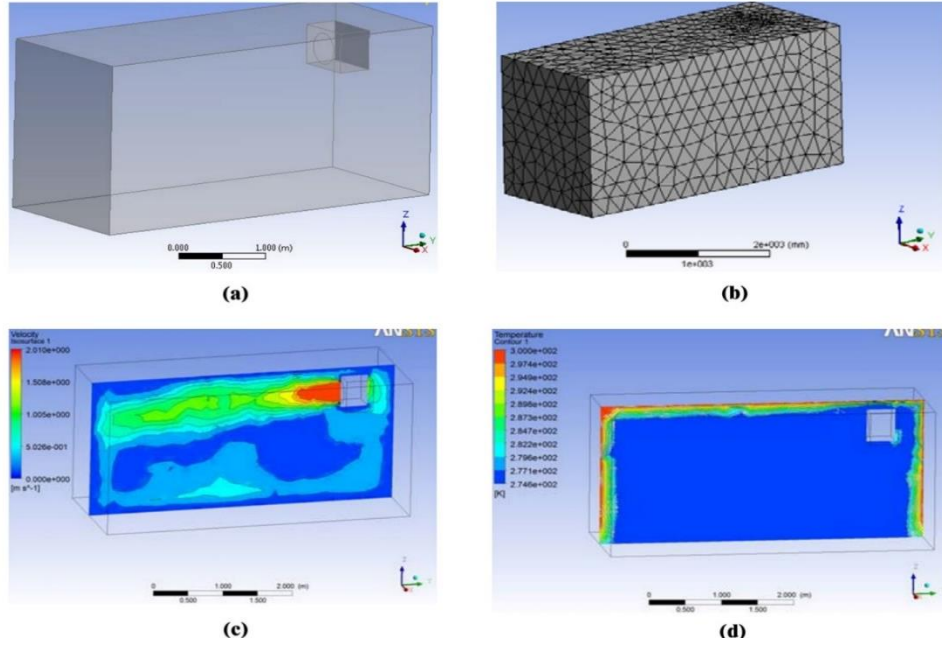 Z
Y
X
0.000
1.000 (m)
0.500
(a)
Z
Y
X
0
2e+003 (mm)
1e+003
(b)
Velocity
Isosurface 1
2.010e+000
1.508e+000
1.005e+000
5.026e-001
0.000e+000
[m s^-1]
0
1.000
2.000 (m)
0.500
1.500
(c)
Temperature
Contour 1
3.000e+002
2.974e+002
2.949e+002
2.924e+002
2.898e+002
2.873e+002
2.847e+002
2.822e+002
2.796e+002
2.771e+002
2.746e+002
[K]
0
1.000
2.000 (m)
0.500
1.500
(d)